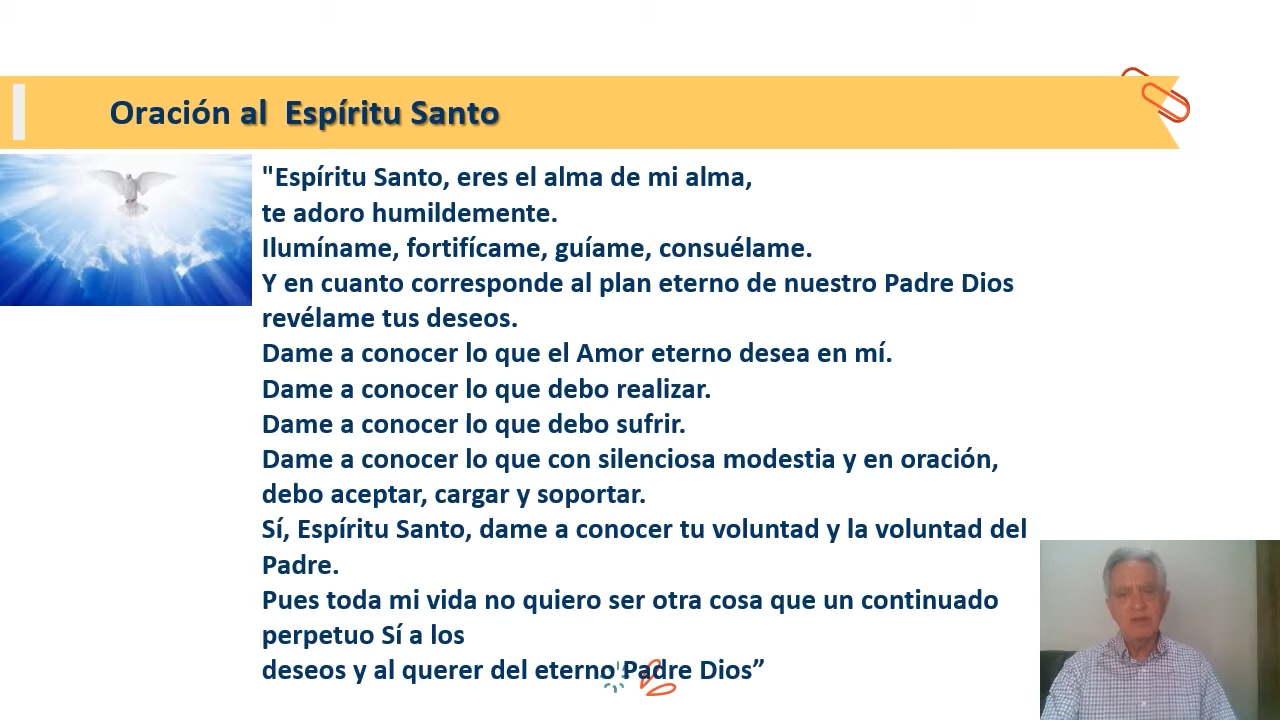 Oración al Espíritu Santo
"Espíritu Santo, eres el alma de mi alma,
te adoro humildemente.
Ilumíname, fortifícame, guíame, consuélame.
Y en cuanto corresponde al plan eterno de nuestro Padre Dios
revélame tus deseos.
Dame a conocer lo que el Amor eterno desea en mí.
Dame a conocer lo que debo realizar.
Dame a conocer lo que debo sufrir.
Dame a conocer lo que con silenciosa modestia y en oración,
debo aceptar, cargar y soportar.
Sí, Espíritu Santo, dame a conocer tu voluntad y la voluntad del
Padre.
Pues toda mi vida no quiero ser otra cosa que un continuado
perpetuo Sí a los
deseos y al querer del eterno Padre Dios”